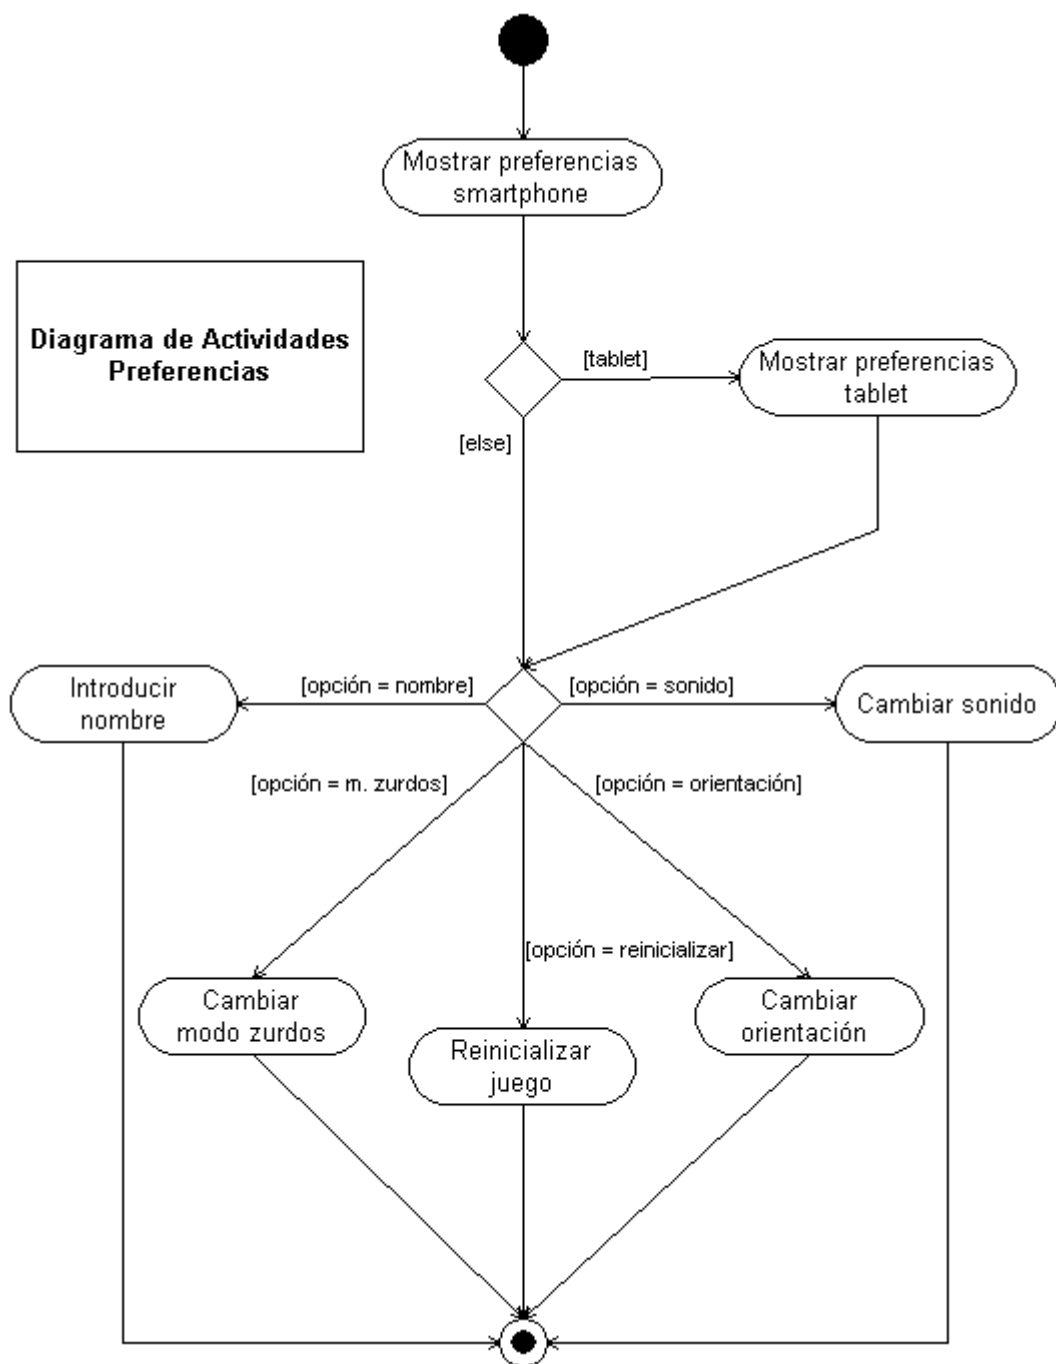 Mostrar preferencias
smartphone
Diagrama de Actividades
Preferencias
[tablet]
Mostrar preferencias
tablet
[else]
Introducir
nombre
[opción = nombre]
[opción = sonido]
Cambiar sonido
[opción = m. zurdos]
[opción = orientación]
[opción = reinicializar]
Cambiar
modo zurdos
Reinicializar
juego
Cambiar
orientación